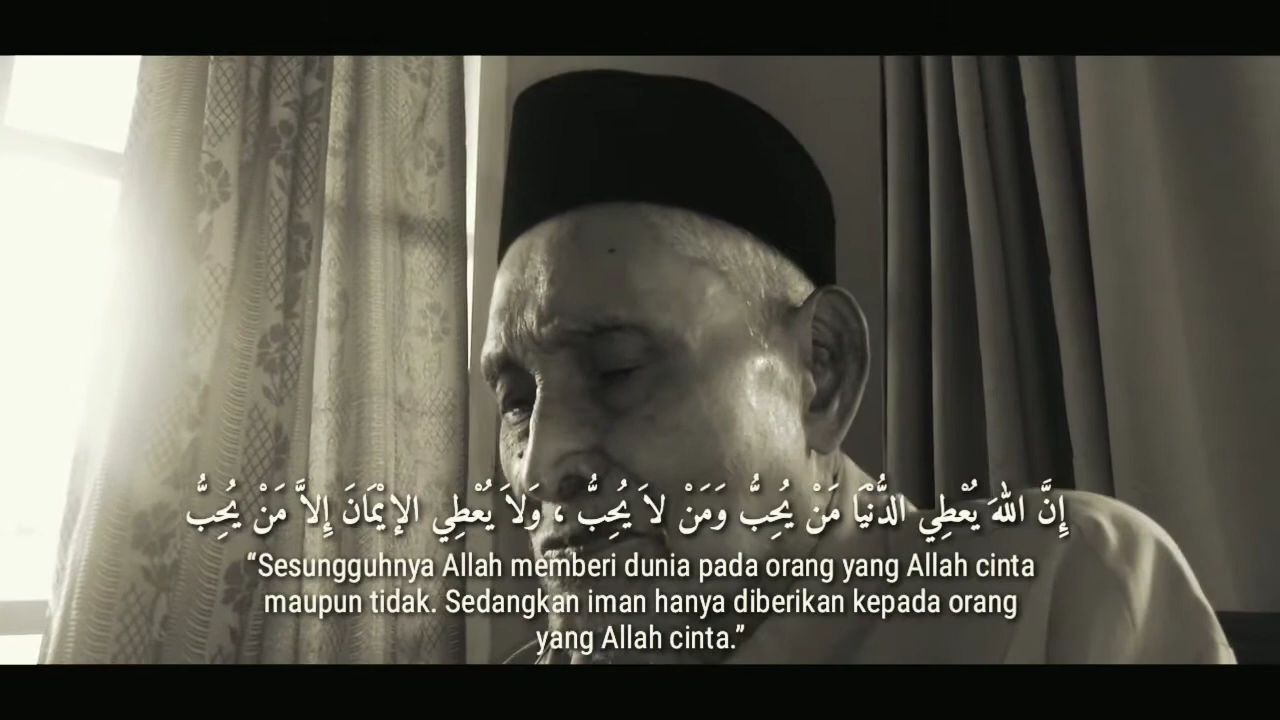 إِنَّ اللهَ يُعْطِي الدُّنْيَا مَنْ يُحِبُّ وَمَنْ لاَ يُحِبُّ ، وَلاَ يُعْطِي الإيْمَانَ إِلاَّ مَنْ يُحِبُّ
“Sesungguhnya Allah memberi dunia pada orang yang Allah cinta
maupun tidak. Sedangkan iman hanya diberikan kepada orang
yang Allah cinta.”